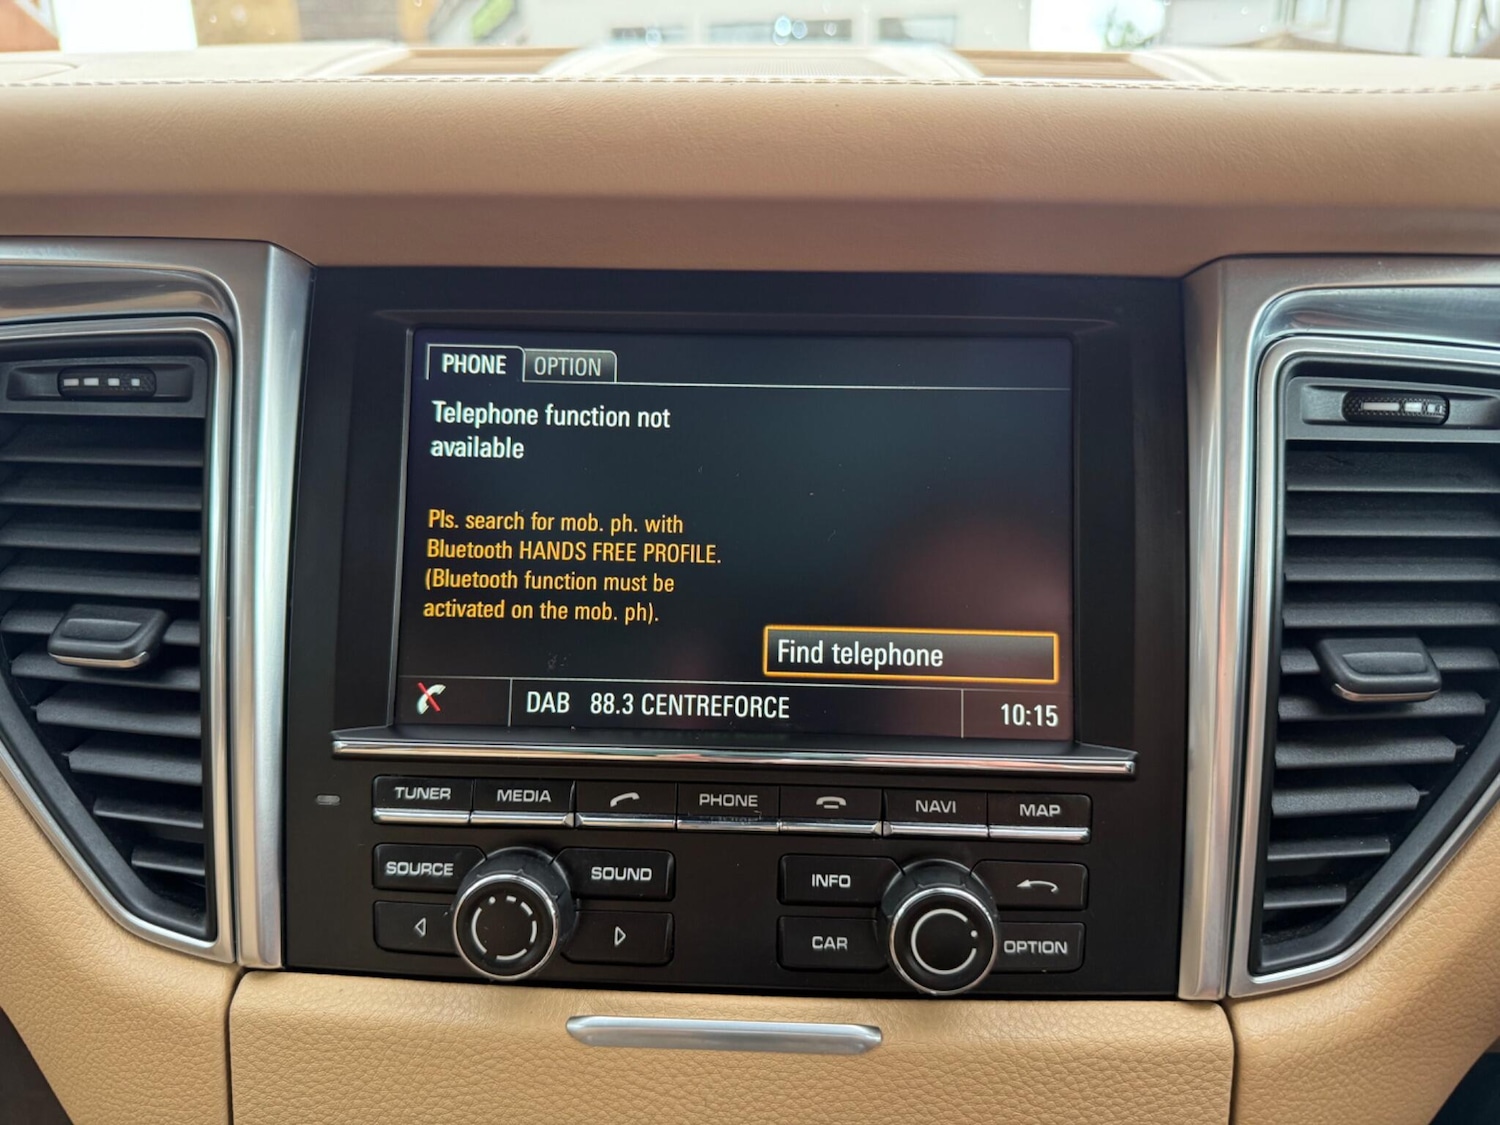 PHONE OPTION
Telephone function not
available
Pls. search for mob. ph. with
Bluetooth HANDS FREE PROFILE.
(Bluetooth function must be
activated on the mob. ph).
Find telephone
DAB 88.3 CENTREFORCE 10:15
TUNER MEDIA PHONE NAVI MAP
SOURCE SOUND INFO
CAR OPTION